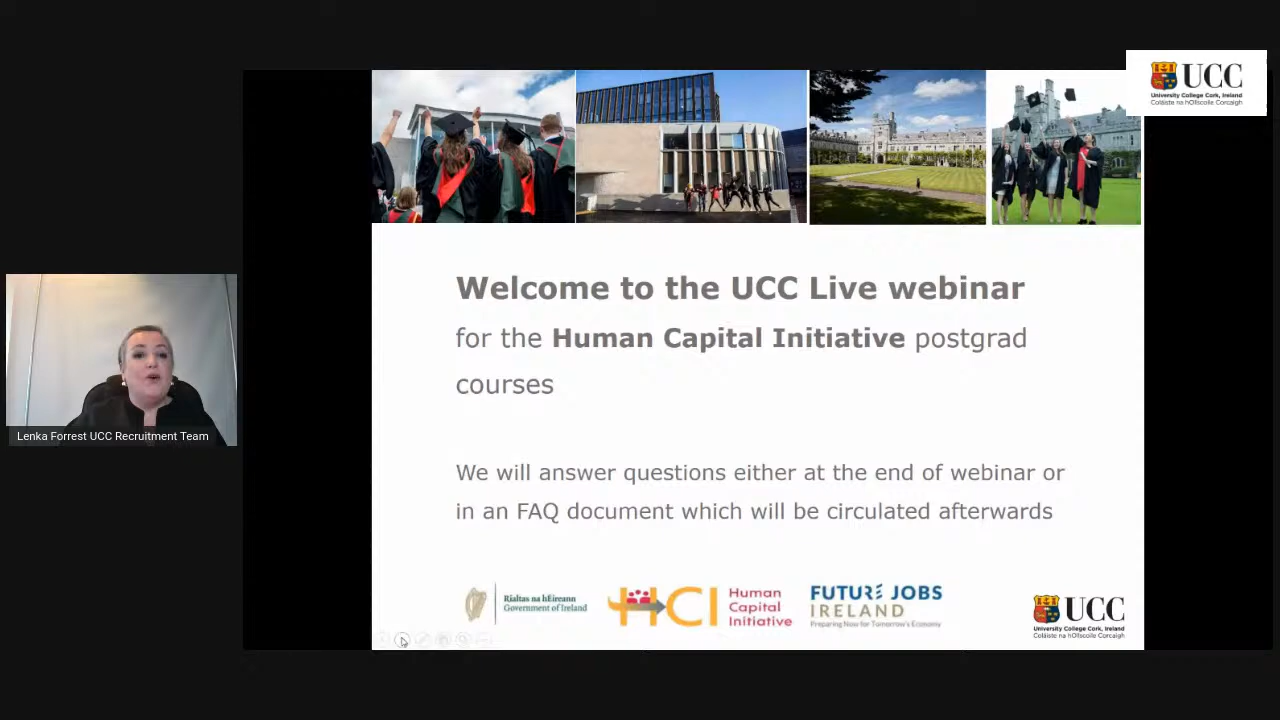 UCC
University College Cork, Ireland
Coláiste na hOllscoile Corcaigh
Welcome to the UCC Live webinar
for the Human Capital Initiative postgrad
courses
We will answer questions either at the end of webinar or
in an FAQ document which will be circulated afterwards
Lenka Forrest UCC Recruitment Team
Rialtas na hÉireann
Government of Ireland
HCI
Human
Capital
Initiative
FUTURE JOBS
IRELAND
Preparing Now for Tomorrow's Economy
UCC
University College Cork, Ireland
Coláiste na hOllscoile Corcaigh